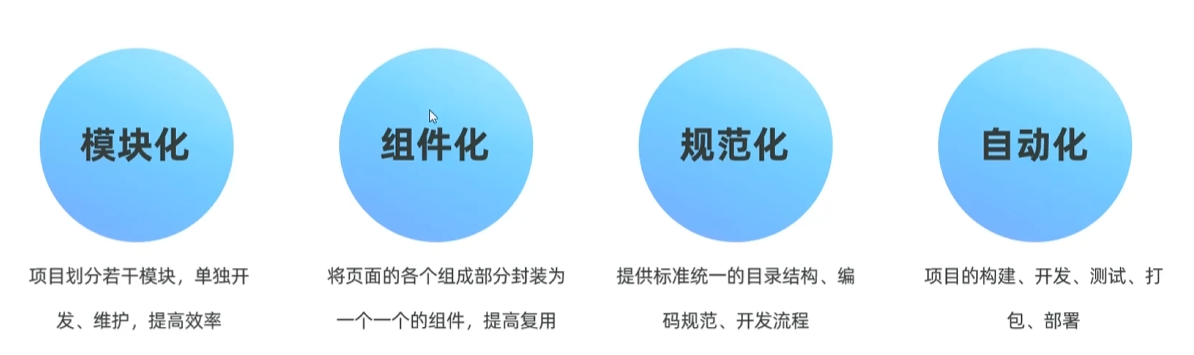 模块化
项目划分若干模块，单独开
发、维护，提高效率
组件化
将页面的各个组成部分封装为
一个一个的组件，提高复用
规范化
提供标准统一的目录结构、编
码规范、开发流程
自动化
项目的构建、开发、测试、打
包、部署